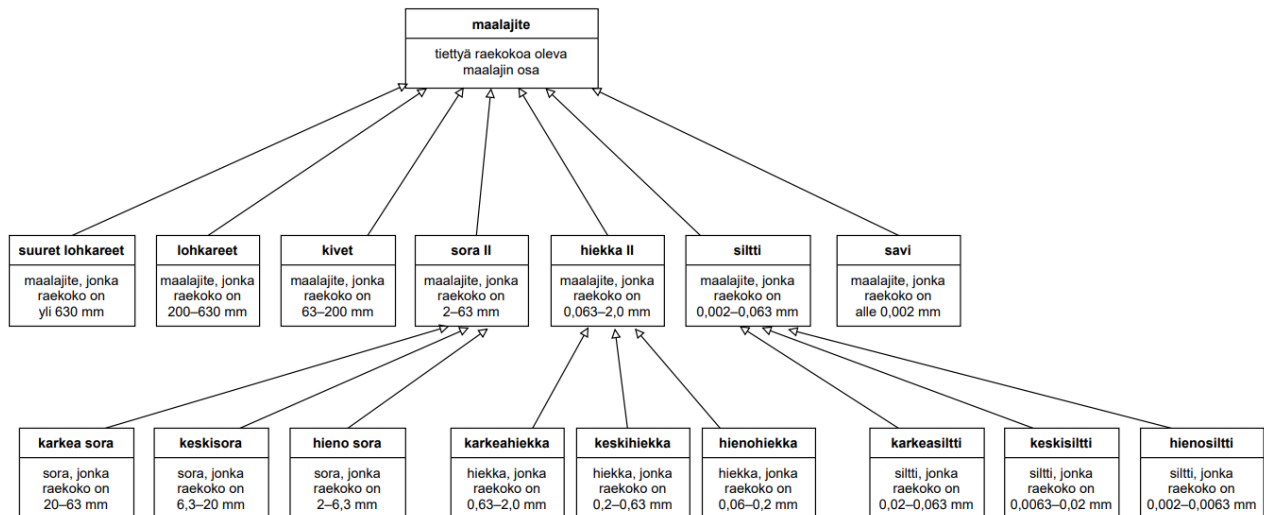 maalajite
tiettyä raekokoa oleva
maalajin osa
suuret lohkareet
maalajite, jonka
raekoko on
yli 630 mm
lohkareet
maalajite, jonka
raekoko on
200–630 mm
kivet
maalajite, jonka
raekoko on
63–200 mm
sora II
maalajite, jonka
raekoko on
2–63 mm
hiekka II
maalajite, jonka
raekoko on
0,063–2,0 mm
siltti
maalajite, jonka
raekoko on
0,002–0,063 mm
savi
maalajite, jonka
raekoko on
alle 0,002 mm
karkea sora
sora, jonka
raekoko on
20–63 mm
keskisora
sora, jonka
raekoko on
6,3–20 mm
hieno sora
sora, jonka
raekoko on
2–6,3 mm
karkeahiekka
hiekka, jonka
raekoko on
0,63–2,0 mm
keskihiekka
hiekka, jonka
raekoko on
0,2–0,63 mm
hienohiekka
hiekka, jonka
raekoko on
0,06–0,2 mm
karkeasiltti
siltti, jonka
raekoko on
0,02–0,063 mm
keskisiltti
siltti, jonka
raekoko on
0,0063–0,02 mm
hienosiltti
siltti, jonka
raekoko on
0,002–0,0063 mm